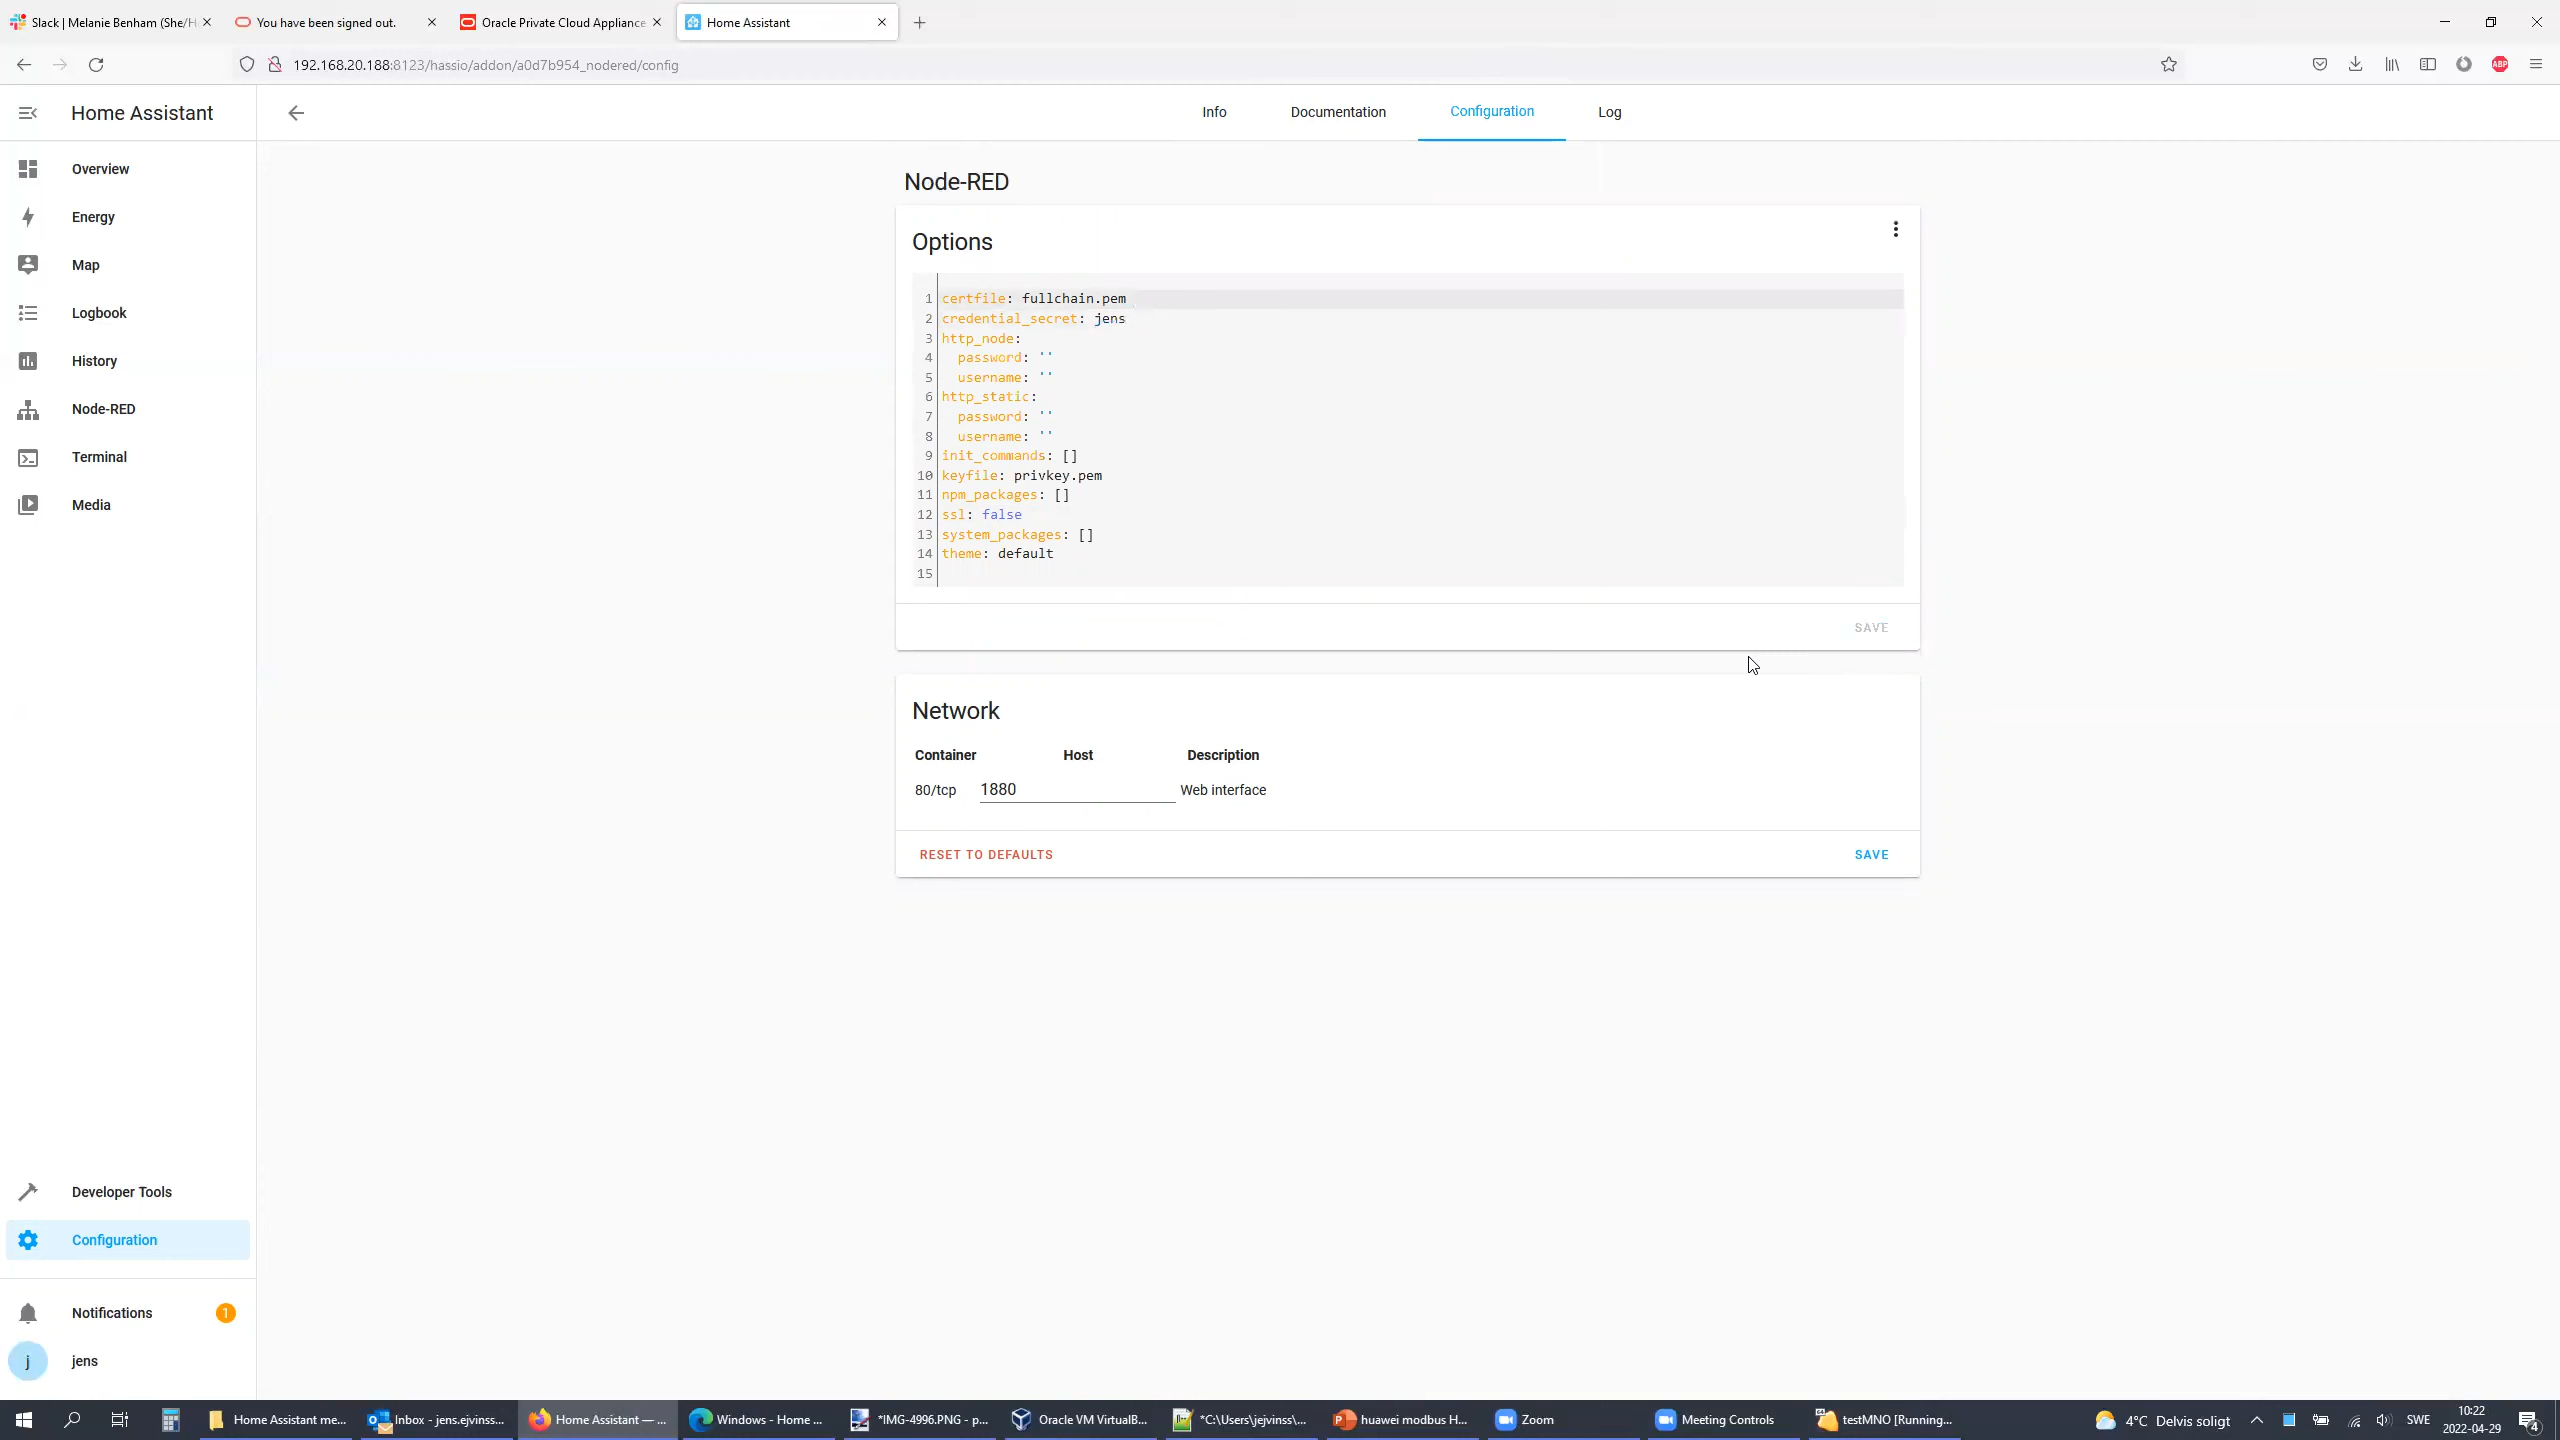 Slack | Melanie Benham (She/H
You have been signed out.
Oracle Private Cloud Appliance
Home Assistant
192.168.20.188:8123/hassio/addon/a0d7b954_nodered/config
ABP
Home Assistant
Info
Documentation
Configuration
Log
Overview
Energy
Map
Logbook
History
Node-RED
Terminal
Media
Developer Tools
Configuration
Notifications
1
j
jens
Node-RED
Options
1 certfile: fullchain.pem
2 credential_secret: jens
3 http_node:
4 password: ''
5 username: ''
6 http_static:
7 password: ''
8 username: ''
9 init_commands: []
10 keyfile: privkey.pem
11 npm_packages: []
12 ssl: false
13 system_packages: []
14 theme: default
15
SAVE
Network
Container Host Description
80/tcp 1880 Web interface
RESET TO DEFAULTS
SAVE
Home Assistant me...
Inbox - jens.ejvinss...
Home Assistant — ...
Windows - Home ...
*IMG-4996.PNG - p...
Oracle VM VirtualB...
*C:\Users\jejvinss\...
huawei modbus H...
Zoom
Meeting Controls
testMNO [Running...
4°C Delvis soligt
SWE
10:22
2022-04-29
4